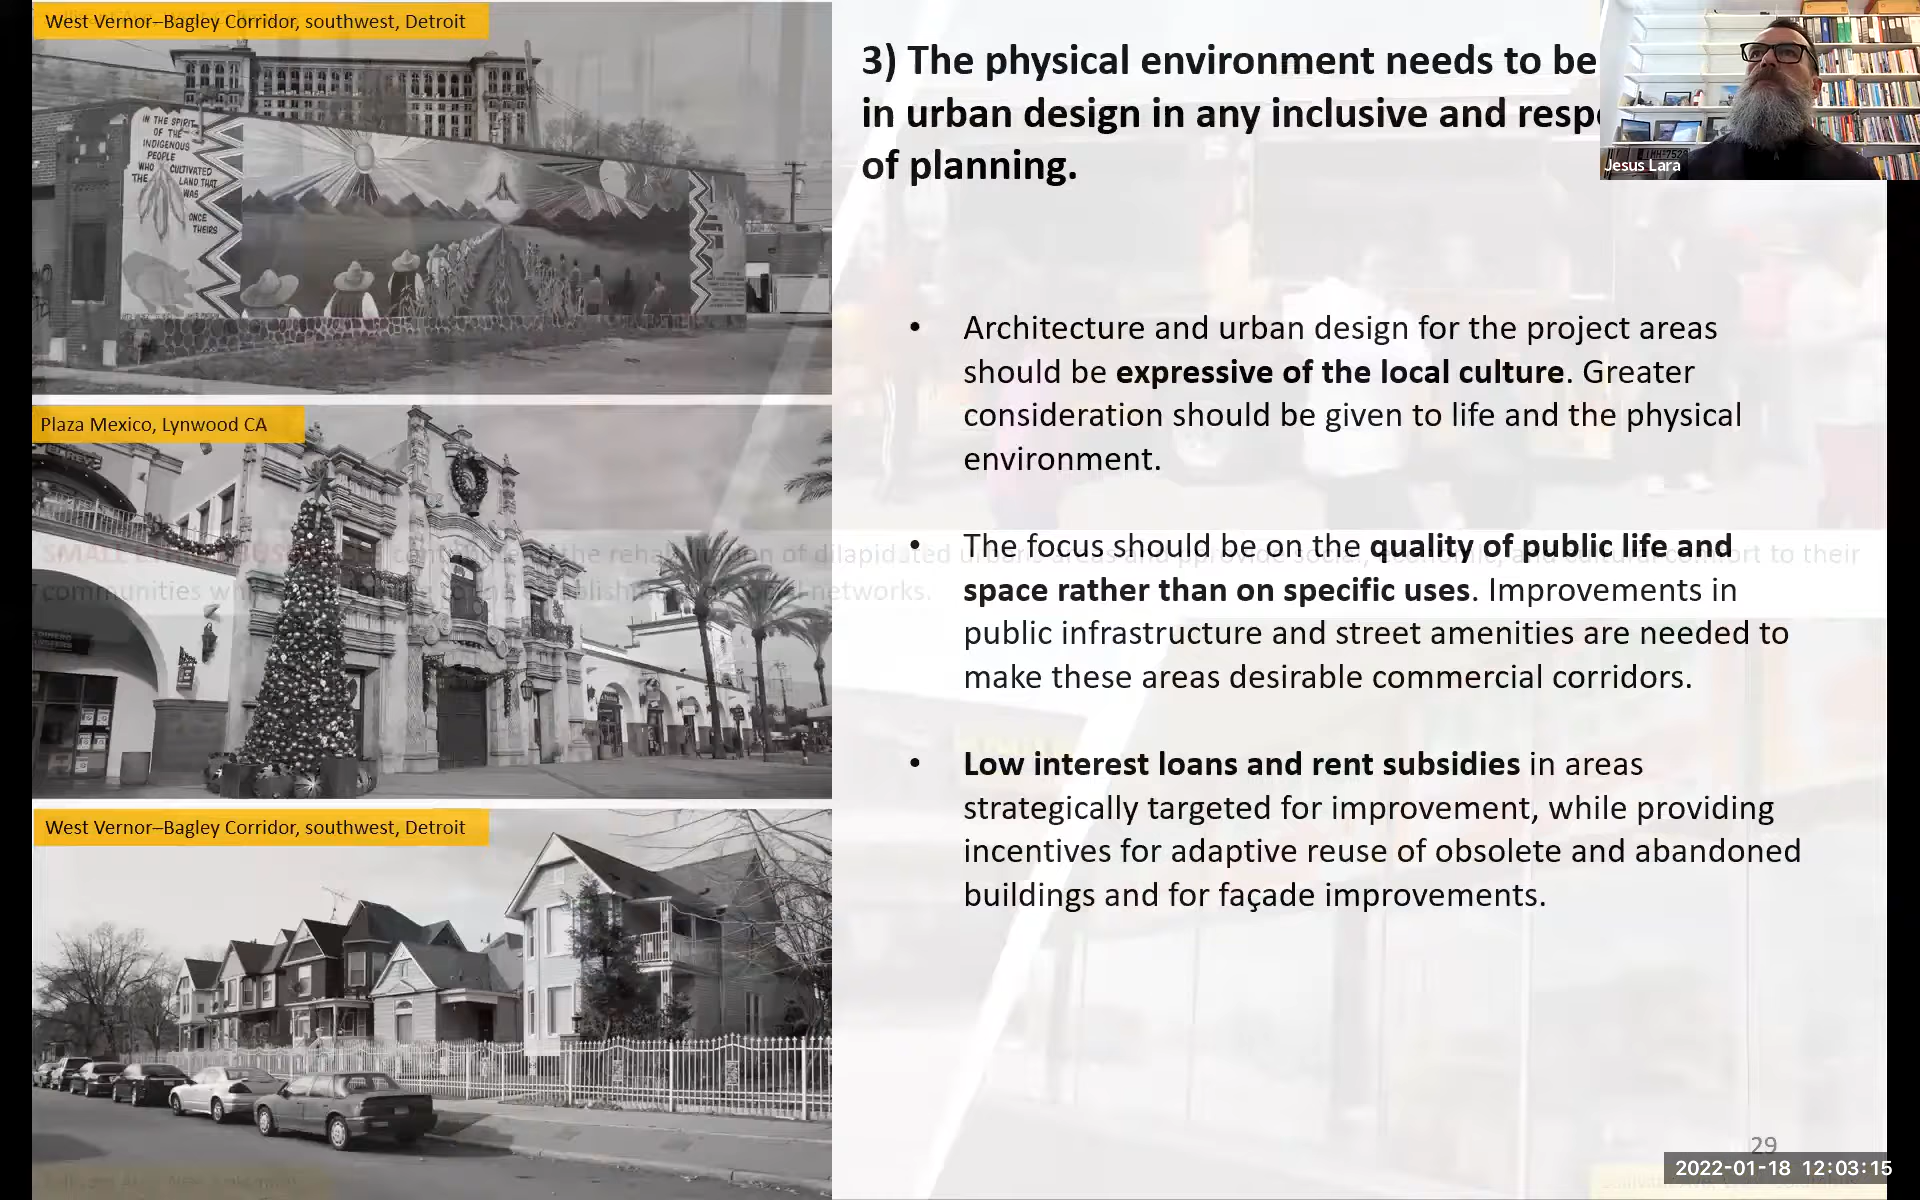 West Vernor–Bagley Corridor, southwest, Detroit
IN THE SPIRIT
OF THE
INDIGENOUS
PEOPLE
WHO CULTIVATED
THE LAND THAT
WAS
ONCE
THEIRS
Plaza Mexico, Lynwood CA
West Vernor–Bagley Corridor, southwest, Detroit
3) The physical environment needs to be
in urban design in any inclusive and resp
of planning.
Jesus Lara
• Architecture and urban design for the project areas
should be expressive of the local culture. Greater
consideration should be given to life and the physical
environment.
• The focus should be on the quality of public life and
space rather than on specific uses. Improvements in
public infrastructure and street amenities are needed to
make these areas desirable commercial corridors.
• Low interest loans and rent subsidies in areas
strategically targeted for improvement, while providing
incentives for adaptive reuse of obsolete and abandoned
buildings and for façade improvements.
29
2022-01-18 12:03:15